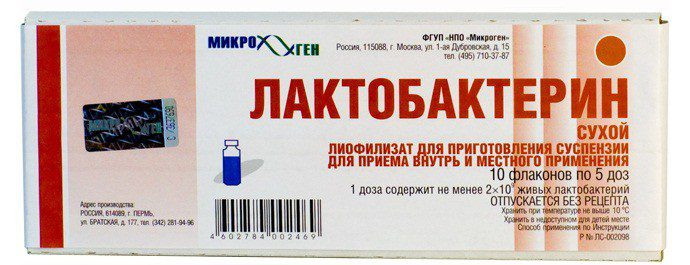 МИКРОГЕН
ФГУП «НПО «Микроген»
Россия, 115088, г. Москва, ул. 1-ая Дубровская, д. 15
тел. (495) 710-37-87
ЛАКТОБАКТЕРИН
СУХОЙ
ЛИОФИЛИЗАТ ДЛЯ ПРИГОТОВЛЕНИЯ СУСПЕНЗИИ
ДЛЯ ПРИЕМА ВНУТРЬ И МЕСТНОГО ПРИМЕНЕНИЯ
10 флаконов по 5 доз
1 доза содержит не менее 2×10⁹ живых лактобактерий
ОТПУСКАЕТСЯ БЕЗ РЕЦЕПТА
Хранить при температуре не выше 10 °С
Хранить в недоступном для детей месте
Способ применения по Инструкции
Р № ЛС-002098
МИКРОГЕН
Адрес производства:
РОССИЯ, 614089, г. ПЕРМЬ,
ул. БРАТСКАЯ, д. 177, тел. (342) 281-94-96
4 602784 002469